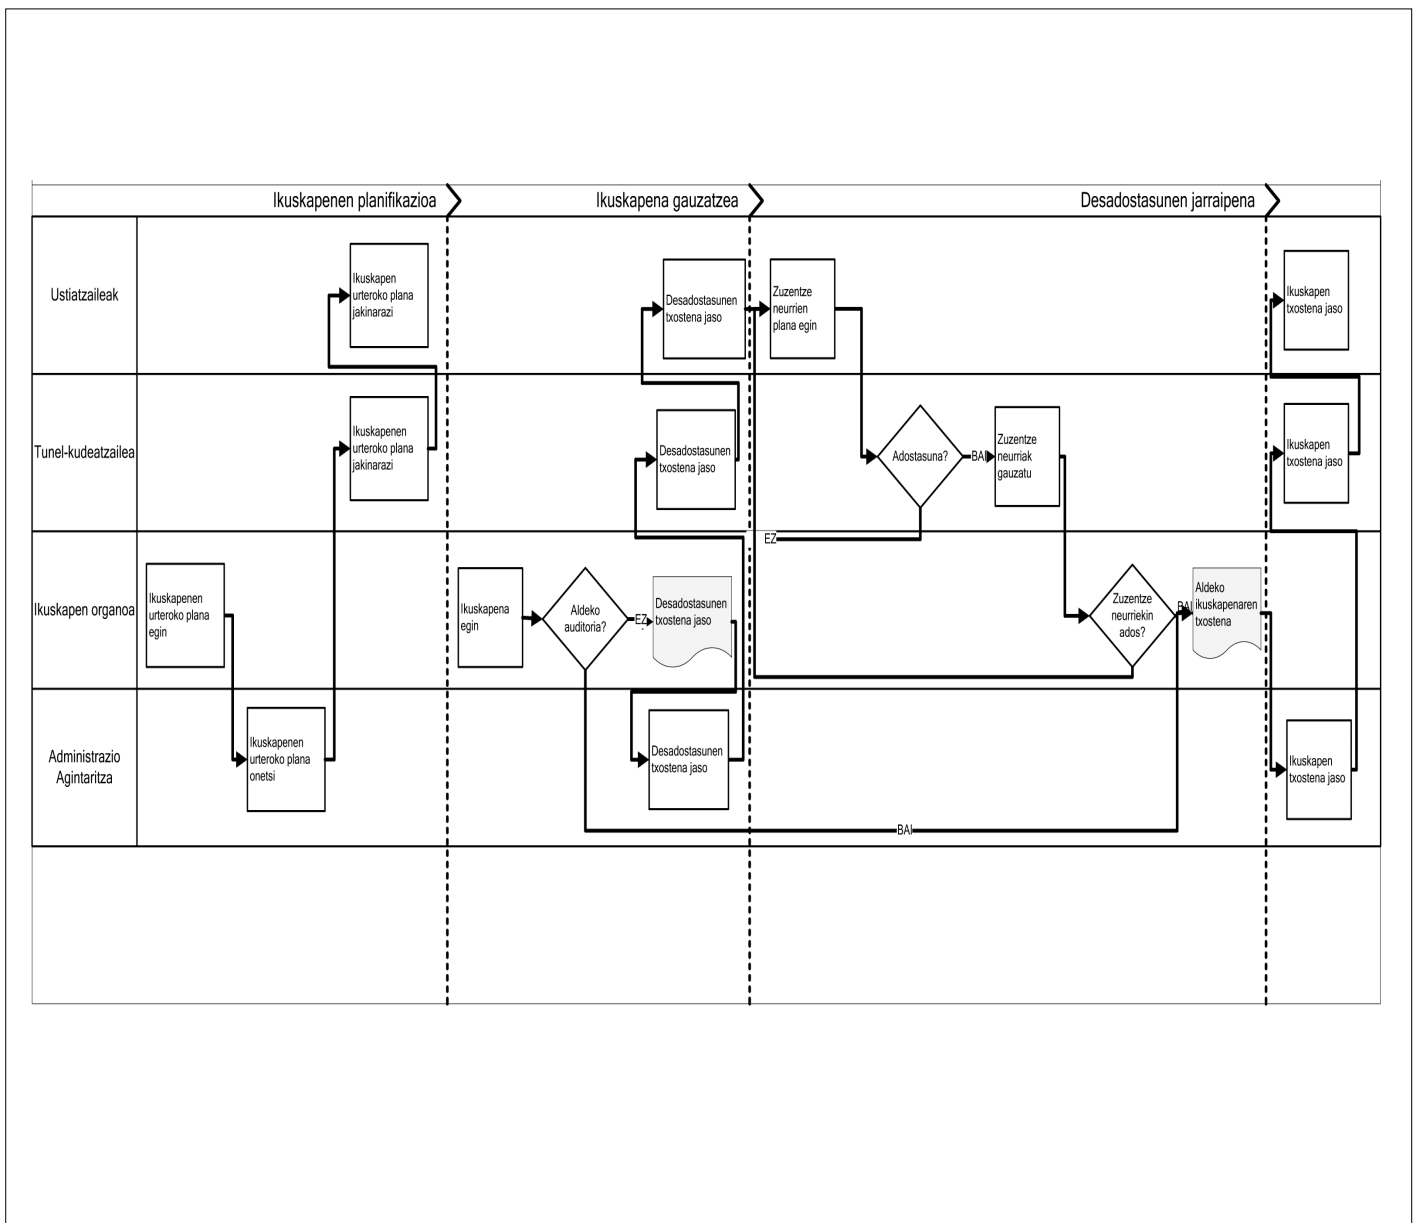 Ikuskapenen planifikazioa
Ikuskapena gauzatzea
Desadostasunen jarraipena
Ustiatzaileak
Ikuskapen
urteroko plana
jakinarazi
Desadostasunen
txostena jaso
Zuzentze
neurrien
plana egin
Ikuskapen
txostena jaso
Tunel-kudeatzailea
Ikuskapenen
urteroko plana
jakinarazi
Desadostasunen
txostena jaso
Adostasuna?
BAI
Zuzentze
neurriak
gauzatu
Ikuskapen
txostena jaso
EZ
Ikuskapen organoa
Ikuskapenen
urteroko plana
egin
Ikuskapena
egin
Aldeko
auditoria?
EZ
Desadostasunen
txostena jaso
Zuzentze
neurriekin
ados?
BAI
Aldeko
ikuskapenaren
txostena
Administrazio
Agintaritza
Ikuskapenen
urteroko plana
onetsi
Desadostasunen
txostena jaso
Ikuskapen
txostena jaso
BAI